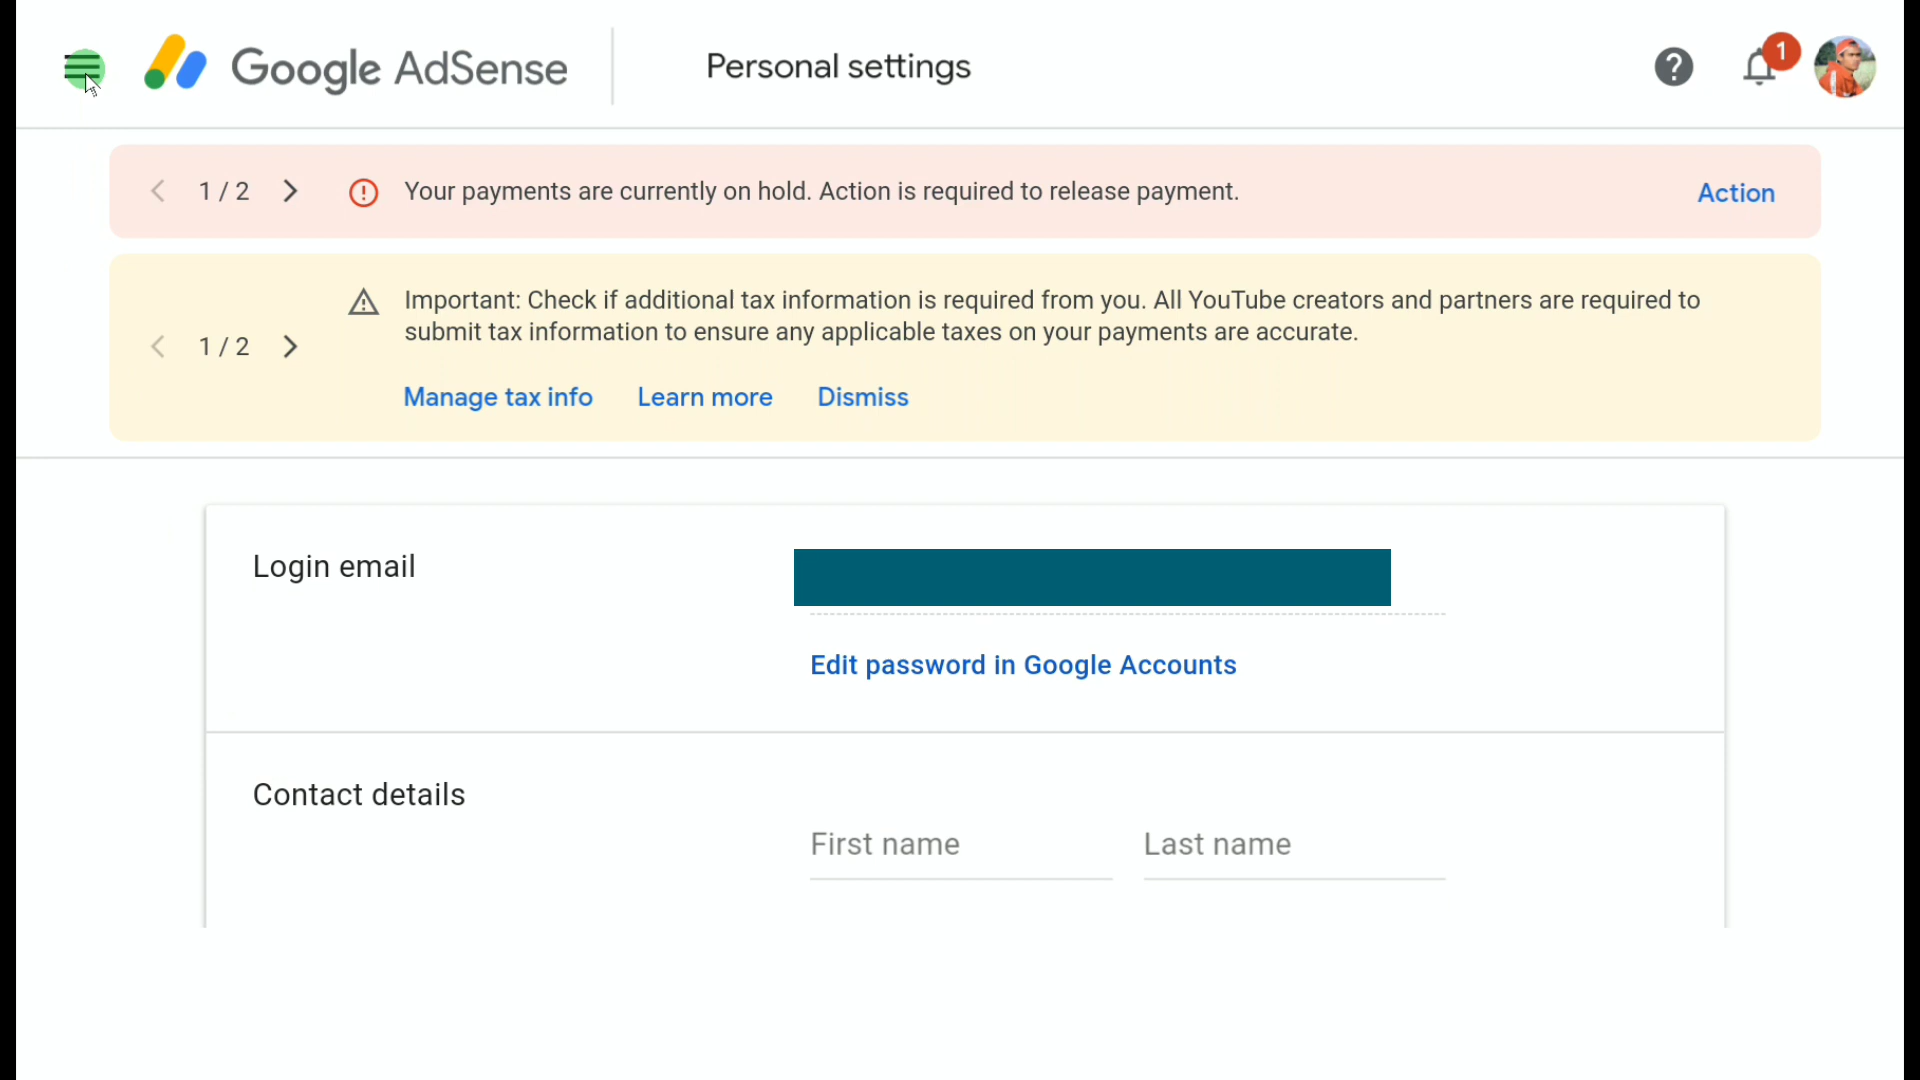 Google AdSense
Personal settings
1
1 / 2
Your payments are currently on hold. Action is required to release payment.
Action
Important: Check if additional tax information is required from you. All YouTube creators and partners are required to
1 / 2
submit tax information to ensure any applicable taxes on your payments are accurate.
Manage tax info
Learn more
Dismiss
Login email
Edit password in Google Accounts
Contact details
First name
Last name